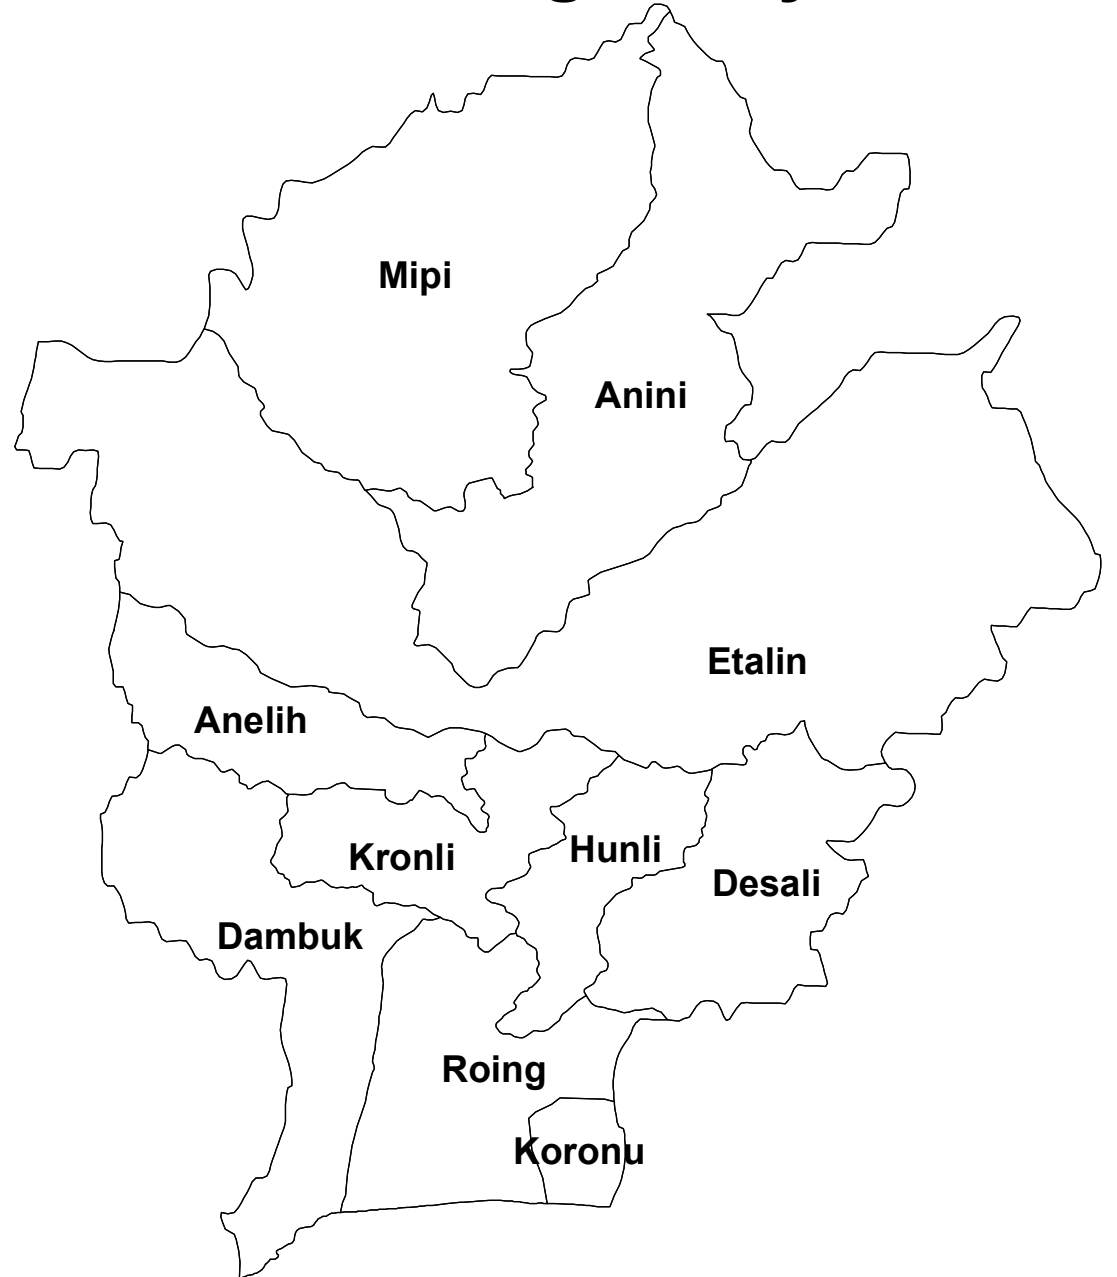 Mipi
Anini
Etalin
Anelih
Hunli
Kronli
Desali
Dambuk
Roing
Koronu